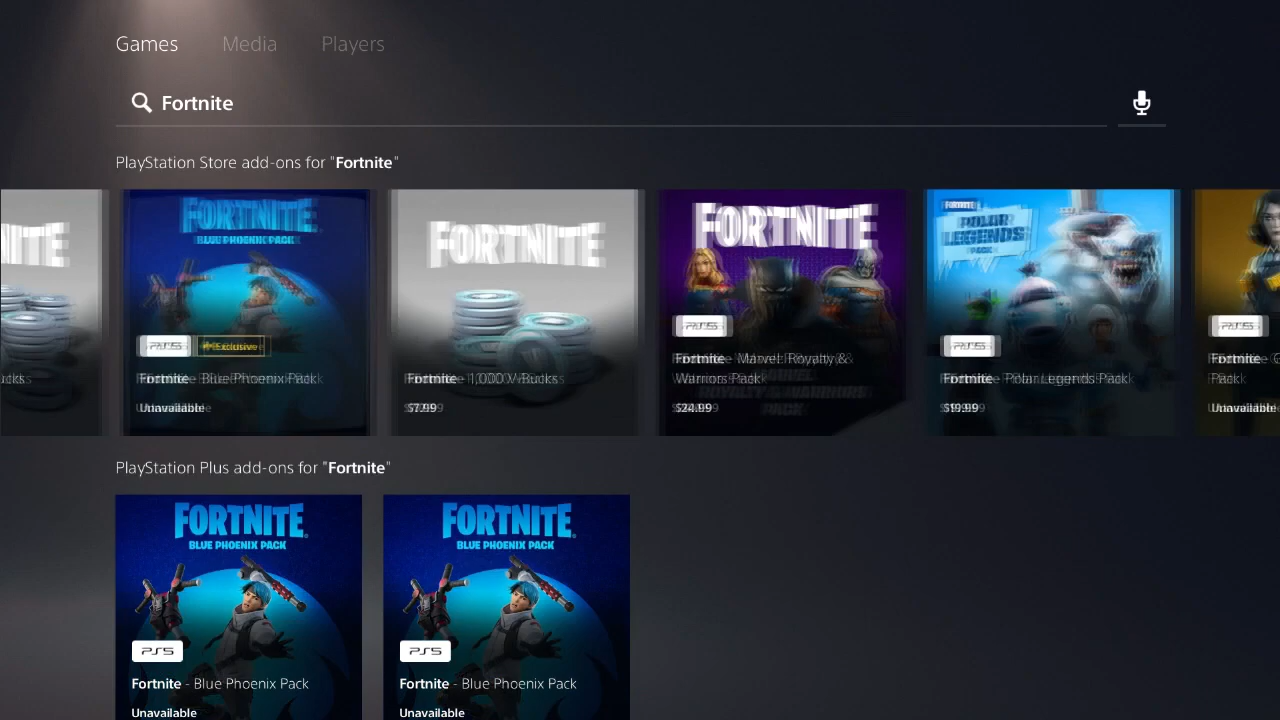 Games Media Players
Fortnite
PlayStation Store add-ons for "Fortnite"
NITE
FORTNITE
BLUE PHOENIX PACK
PS5
Exclusive
Fortnite - Blue Phoenix Pack
Unavailable
FORTNITE
Fortnite - 1,000 V-Bucks
$7.99
FORTNITE
PS5
Fortnite - Marvel: Royalty &
Warriors Pack
$24.99
FORTNITE
POLAR
LEGENDS
PACK
PS5
Fortnite - Polar Legends Pack
PS5
Fortnite
Pack
Unavailable
PlayStation Plus add-ons for "Fortnite"
FORTNITE
BLUE PHOENIX PACK
PS5
Fortnite - Blue Phoenix Pack
Unavailable
FORTNITE
BLUE PHOENIX PACK
PS5
Fortnite - Blue Phoenix Pack
Unavailable